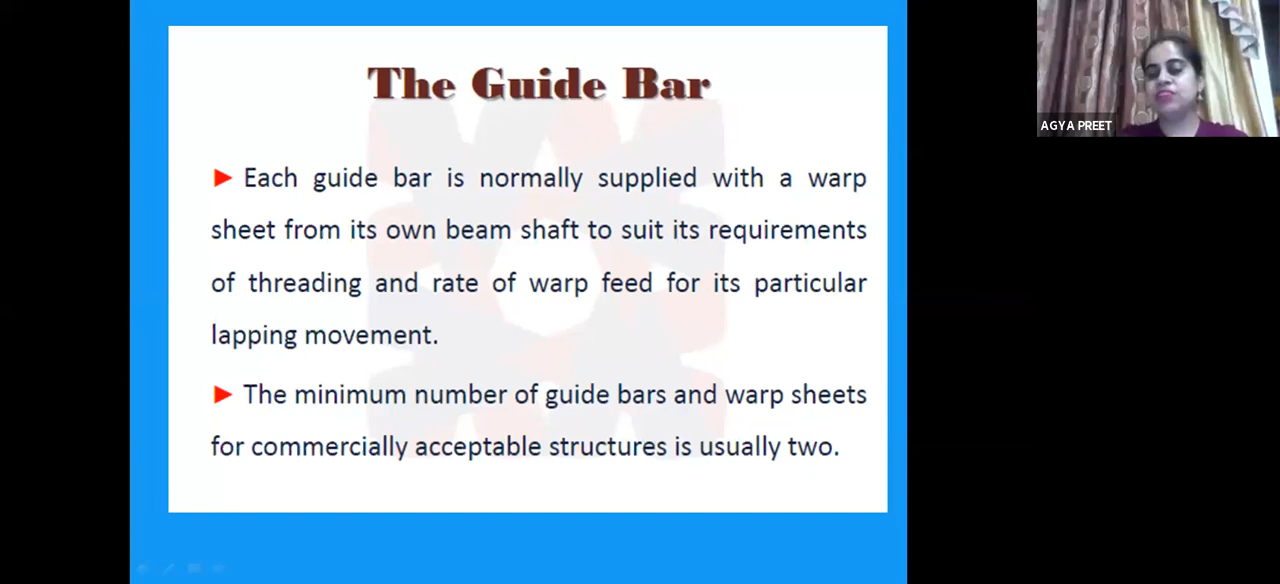 The Guide Bar
► Each guide bar is normally supplied with a warp
sheet from its own beam shaft to suit its requirements
of threading and rate of warp feed for its particular
lapping movement.
► The minimum number of guide bars and warp sheets
for commercially acceptable structures is usually two.
AGYA PREET